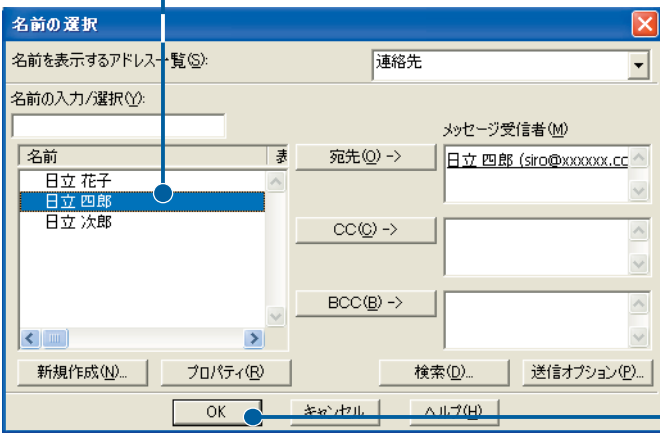 名前の選択
名前を表示するアドレス一覧(S):
連絡先
名前の入力/選択(Y):
メッセージ受信者(M)
名前
表
宛先(O) ->
日立 四郎 (siro@xxxxxx.cc
日立 花子
日立 四郎
日立 次郎
CC(C) ->
BCC(B) ->
新規作成(N)...
プロパティ(R)
検索(D)...
送信オプション(P)...
OK
キャンセル
ヘルプ(H)